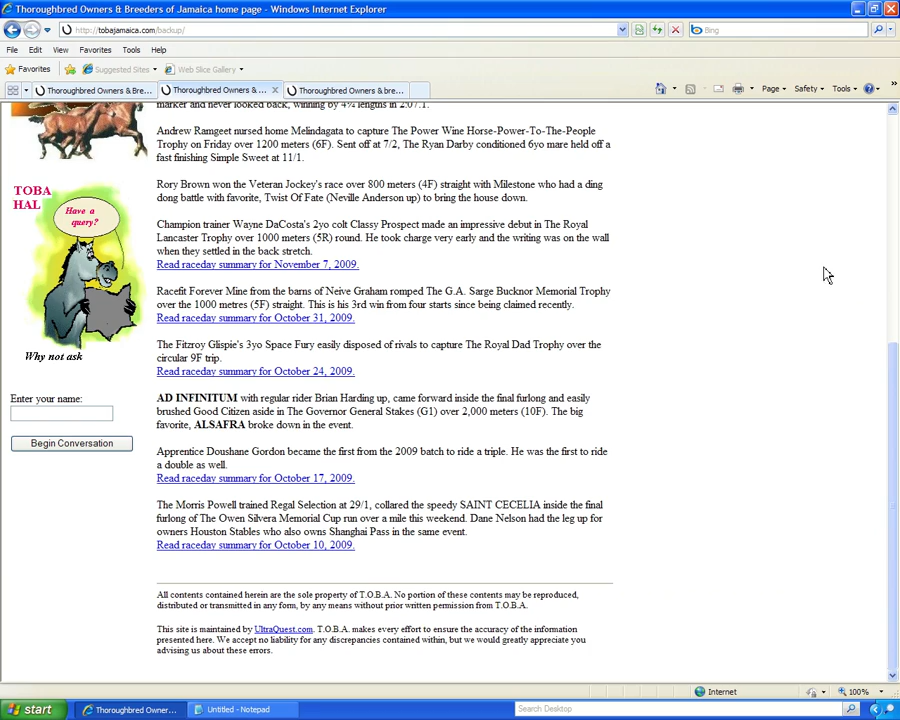 Thoroughbred Owners & Breeders of Jamaica home page - Windows Internet Explorer
http://tobajamaica.com/backup/
Bing
File Edit View Favorites Tools Help
Favorites Suggested Sites Web Slice Gallery
Thoroughbred Owners & Bre... Thoroughbred Owners & ... Thoroughbred Owners & bre...
Page Safety Tools
marker and never looked back, winning by 4¼ lengths in 2:07.1.
Andrew Ramgeet nursed home Melindagata to capture The Power Wine Horse-Power-To-The-People
Trophy on Friday over 1200 meters (6F). Sent off at 7/2, The Ryan Darby conditioned 6yo mare held off a
fast finishing Simple Sweet at 11/1.
Rory Brown won the Veteran Jockey's race over 800 meters (4F) straight with Milestone who had a ding
dong battle with favorite, Twist Of Fate (Neville Anderson up) to bring the house down.
Champion trainer Wayne DaCosta's 2yo colt Classy Prospect made an impressive debut in The Royal
Lancaster Trophy over 1000 meters (5R) round. He took charge very early and the writing was on the wall
when they settled in the back stretch.
Read raceday summary for November 7, 2009.
Racefit Forever Mine from the barns of Neive Graham romped The G.A. Sarge Bucknor Memorial Trophy
over the 1000 metres (5F) straight. This is his 3rd win from four starts since being claimed recently.
Read raceday summary for October 31, 2009.
The Fitzroy Glispie's 3yo Space Fury easily disposed of rivals to capture The Royal Dad Trophy over the
circular 9F trip.
Read raceday summary for October 24, 2009.
AD INFINITUM with regular rider Brian Harding up, came forward inside the final furlong and easily
brushed Good Citizen aside in The Governor General Stakes (G1) over 2,000 meters (10F). The big
favorite, ALSAFRA broke down in the event.
Apprentice Doushane Gordon became the first from the 2009 batch to ride a triple. He was the first to ride
a double as well.
Read raceday summary for October 17, 2009.
The Morris Powell trained Regal Selection at 29/1, collared the speedy SAINT CECELIA inside the final
furlong of The Owen Silvera Memorial Cup run over a mile this weekend. Dane Nelson had the leg up for
owners Houston Stables who also owns Shanghai Pass in the same event.
Read raceday summary for October 10, 2009.
TOBA
HAL
Have a
query?
Why not ask
Enter your name:
Begin Conversation
All contents contained herein are the sole property of T.O.B.A. No portion of these contents may be reproduced,
distributed or transmitted in any form, by any means without prior written permission from T.O.B.A.
This site is maintained by UltraQuest.com. T.O.B.A. makes every effort to ensure the accuracy of the information
presented here. We accept no liability for any discrepancies contained within, but we would greatly appreciate you
advising us about these errors.
Internet 100%
start Thoroughbred Owner... Untitled - Notepad Search Desktop